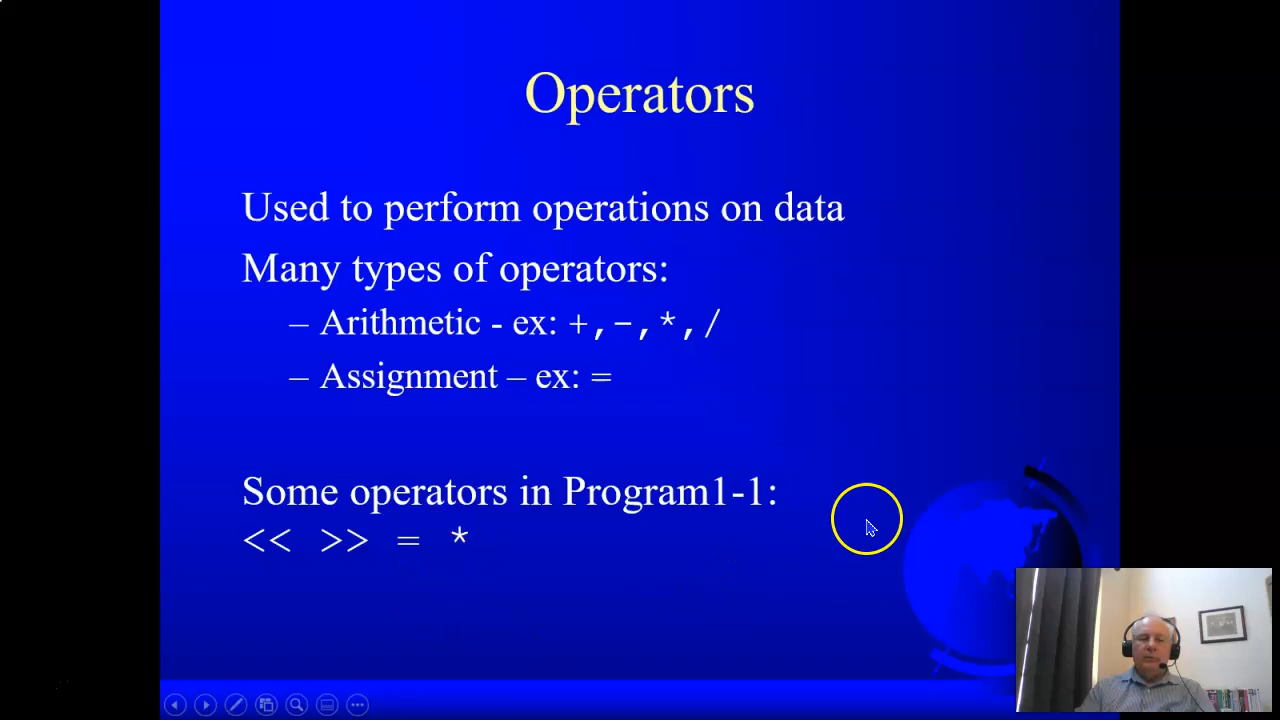 Operators
Used to perform operations on data
Many types of operators:
– Arithmetic - ex: +,-,*,/
– Assignment – ex: =
Some operators in Program1-1:
<< >> = *